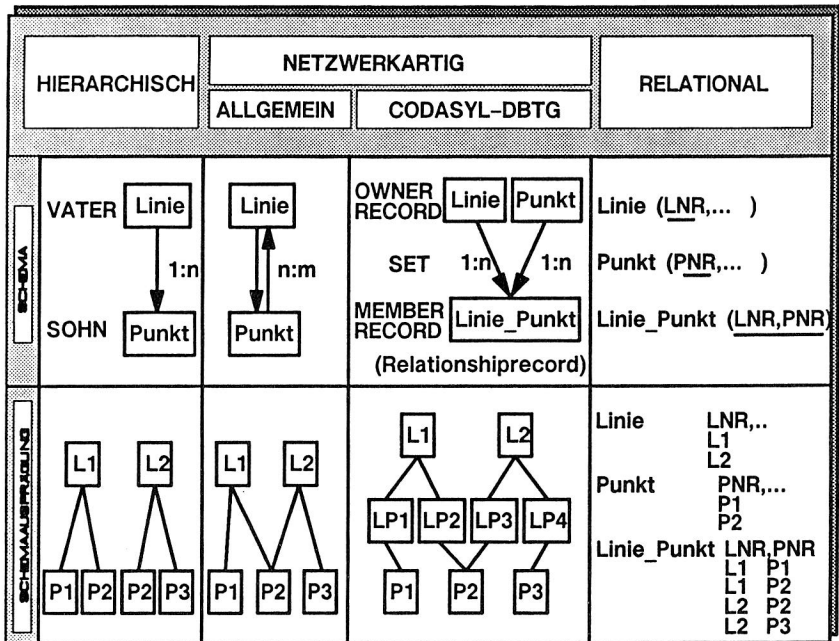 HIERARCHISCH
NETZWERKARTIG
ALLGEMEIN
CODASYL-DBTG
RELATIONAL
SCHEMA
VATER
Linie
1:n
SOHN
Punkt
Linie
n:m
Punkt
OWNER
RECORD
Linie
Punkt
SET
1:n
1:n
MEMBER
RECORD
Linie_Punkt
(Relationshiprecord)
Linie (LNR,... )
Punkt (PNR,... )
Linie_Punkt (LNR,PNR)
SCHEMAAUSPRÄGUNG
L1 L2
P1 P2 P2 P3
L1 L2
P1 P2 P3
L1 L2
LP1 LP2 LP3 LP4
P1 P2 P3
Linie LNR,..
L1
L2
Punkt PNR,...
P1
P2
Linie_Punkt LNR,PNR
L1 P1
L1 P2
L2 P2
L2 P3